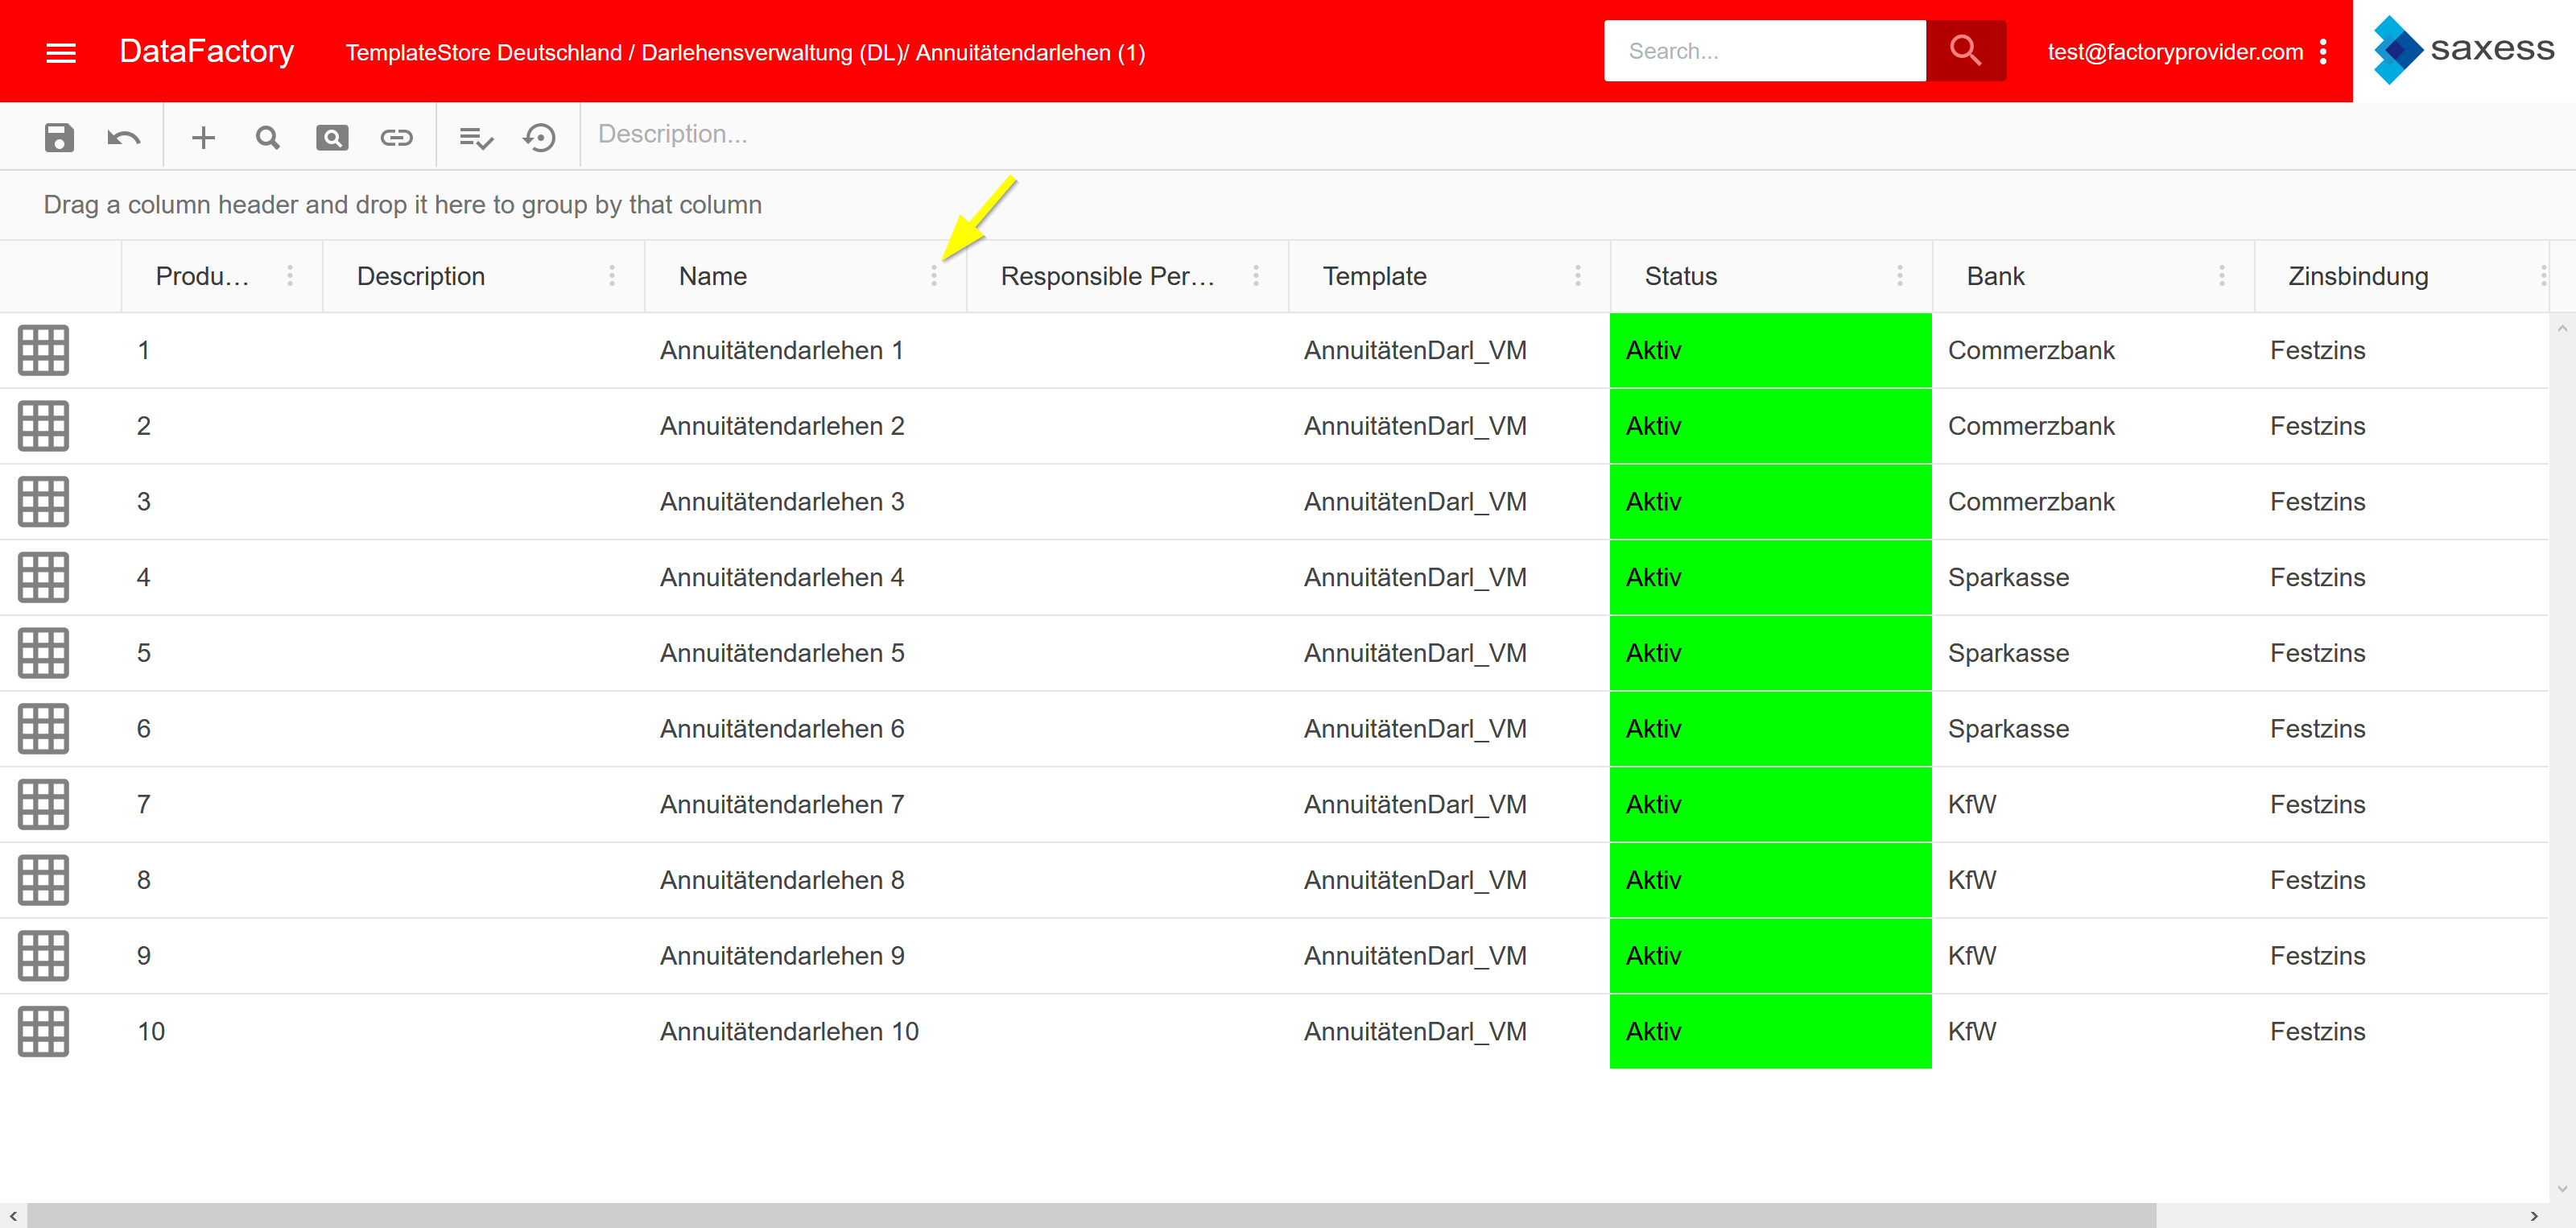 DataFactory TemplateStore Deutschland / Darlehensverwaltung (DL)/ Annuitätendarlehen (1) Search... test@factoryprovider.com saxess
Description...
Drag a column header and drop it here to group by that column
Produ... Description Name Responsible Per... Template Status Bank Zinsbindung
1 Annuitätendarlehen 1 AnnuitätenDarl_VM Aktiv Commerzbank Festzins
2 Annuitätendarlehen 2 AnnuitätenDarl_VM Aktiv Commerzbank Festzins
3 Annuitätendarlehen 3 AnnuitätenDarl_VM Aktiv Commerzbank Festzins
4 Annuitätendarlehen 4 AnnuitätenDarl_VM Aktiv Sparkasse Festzins
5 Annuitätendarlehen 5 AnnuitätenDarl_VM Aktiv Sparkasse Festzins
6 Annuitätendarlehen 6 AnnuitätenDarl_VM Aktiv Sparkasse Festzins
7 Annuitätendarlehen 7 AnnuitätenDarl_VM Aktiv KfW Festzins
8 Annuitätendarlehen 8 AnnuitätenDarl_VM Aktiv KfW Festzins
9 Annuitätendarlehen 9 AnnuitätenDarl_VM Aktiv KfW Festzins
10 Annuitätendarlehen 10 AnnuitätenDarl_VM Aktiv KfW Festzins